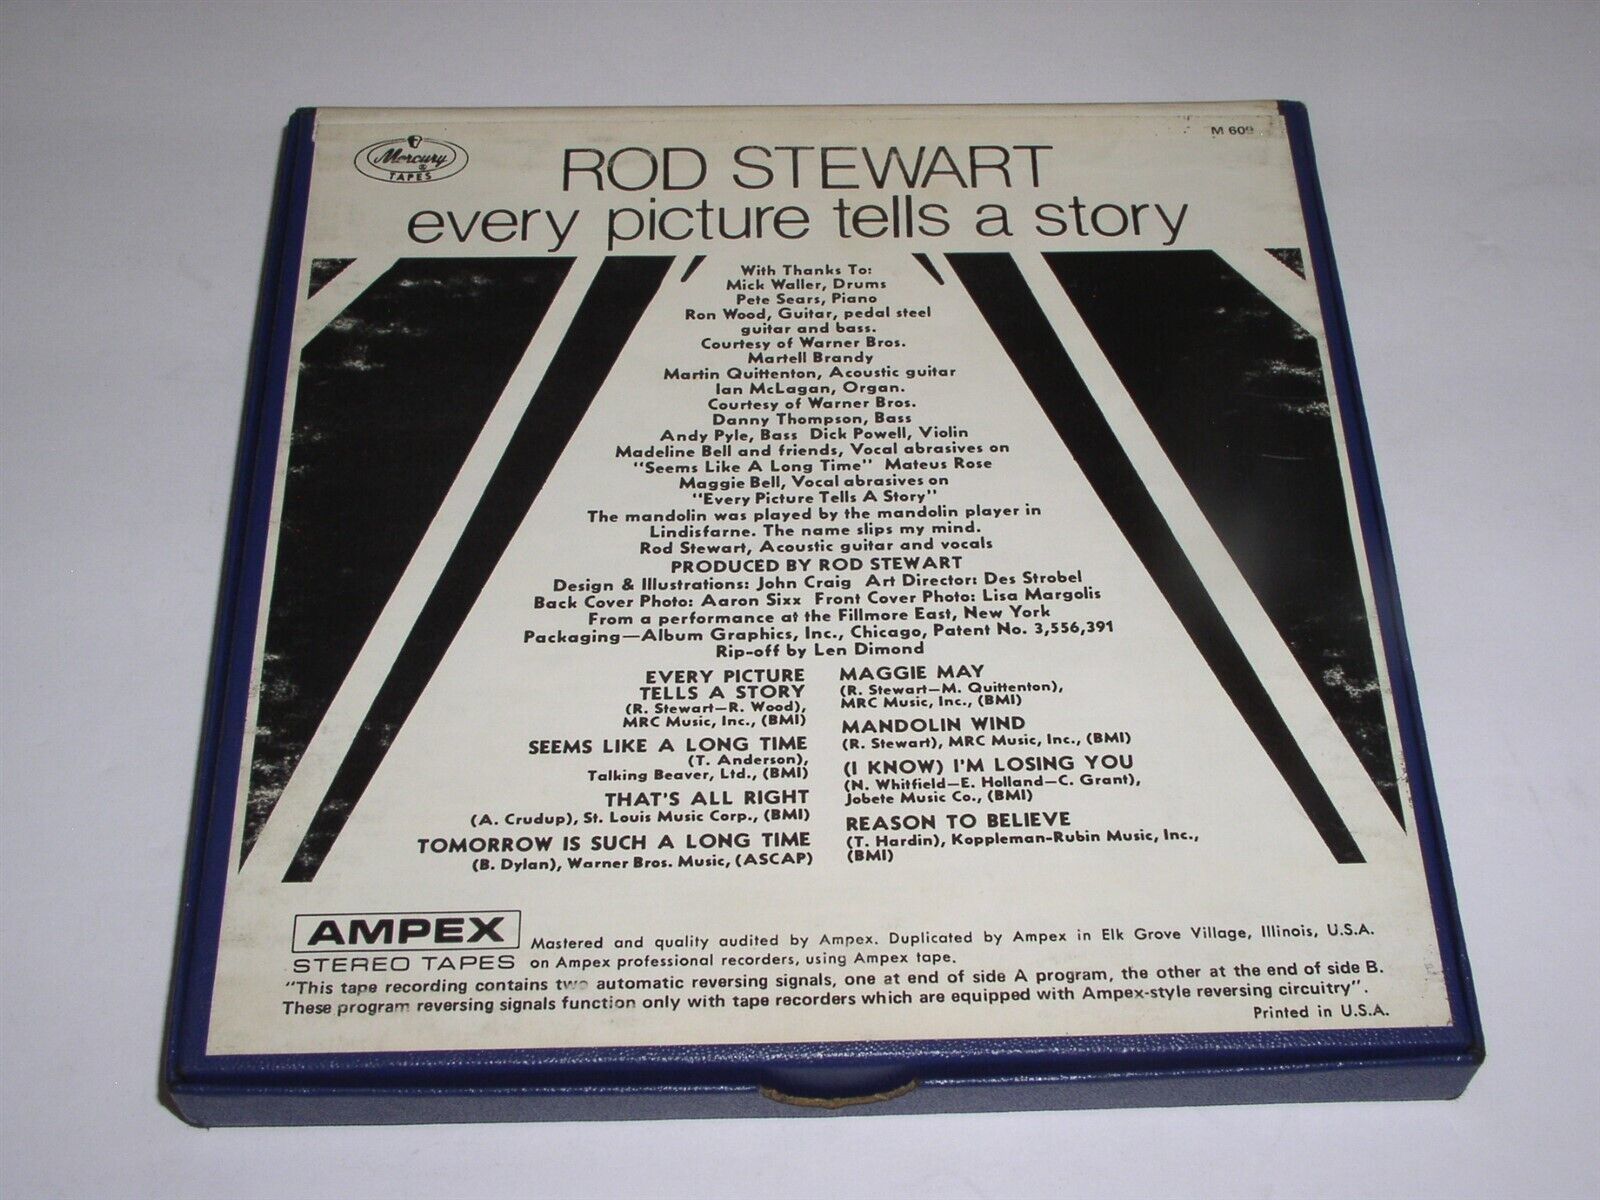 Mercury
®
TAPES
M 609
ROD STEWART
every picture tells a story
With Thanks To:
Mick Waller, Drums
Pete Sears, Piano
Ron Wood, Guitar, pedal steel
guitar and bass.
Courtesy of Warner Bros.
Martell Brandy
Martin Quittenton, Acoustic guitar
Ian McLagan, Organ.
Courtesy of Warner Bros.
Danny Thompson, Bass
Andy Pyle, Bass Dick Powell, Violin
Madeline Bell and friends, Vocal abrasives on
"Seems Like A Long Time" Mateus Rose
Maggie Bell, Vocal abrasives on
"Every Picture Tells A Story"
The mandolin was played by the mandolin player in
Lindisfarne. The name slips my mind.
Rod Stewart, Acoustic guitar and vocals
PRODUCED BY ROD STEWART
Design & Illustrations: John Craig Art Director: Des Strobel
Back Cover Photo: Aaron Sixx Front Cover Photo: Lisa Margolis
From a performance at the Fillmore East, New York
Packaging—Album Graphics, Inc., Chicago, Patent No. 3,556,391
Rip-off by Len Dimond
EVERY PICTURE
TELLS A STORY
(R. Stewart—R. Wood),
MRC Music, Inc., (BMI)
SEEMS LIKE A LONG TIME
(T. Anderson),
Talking Beaver, Ltd., (BMI)
THAT'S ALL RIGHT
(A. Crudup), St. Louis Music Corp., (BMI)
TOMORROW IS SUCH A LONG TIME
(B. Dylan), Warner Bros. Music, (ASCAP)
MAGGIE MAY
(R. Stewart—M. Quittenton),
MRC Music, Inc., (BMI)
MANDOLIN WIND
(R. Stewart), MRC Music, Inc., (BMI)
(I KNOW) I'M LOSING YOU
(N. Whitfield—E. Holland—C. Grant),
Jobete Music Co., (BMI)
REASON TO BELIEVE
(T. Hardin), Koppleman-Rubin Music, Inc.,
(BMI)
AMPEX
STEREO TAPES
Mastered and quality audited by Ampex. Duplicated by Ampex in Elk Grove Village, Illinois, U.S.A.
on Ampex professional recorders, using Ampex tape.
"This tape recording contains two automatic reversing signals, one at end of side A program, the other at the end of side B.
These program reversing signals function only with tape recorders which are equipped with Ampex-style reversing circuitry".
Printed in U.S.A.